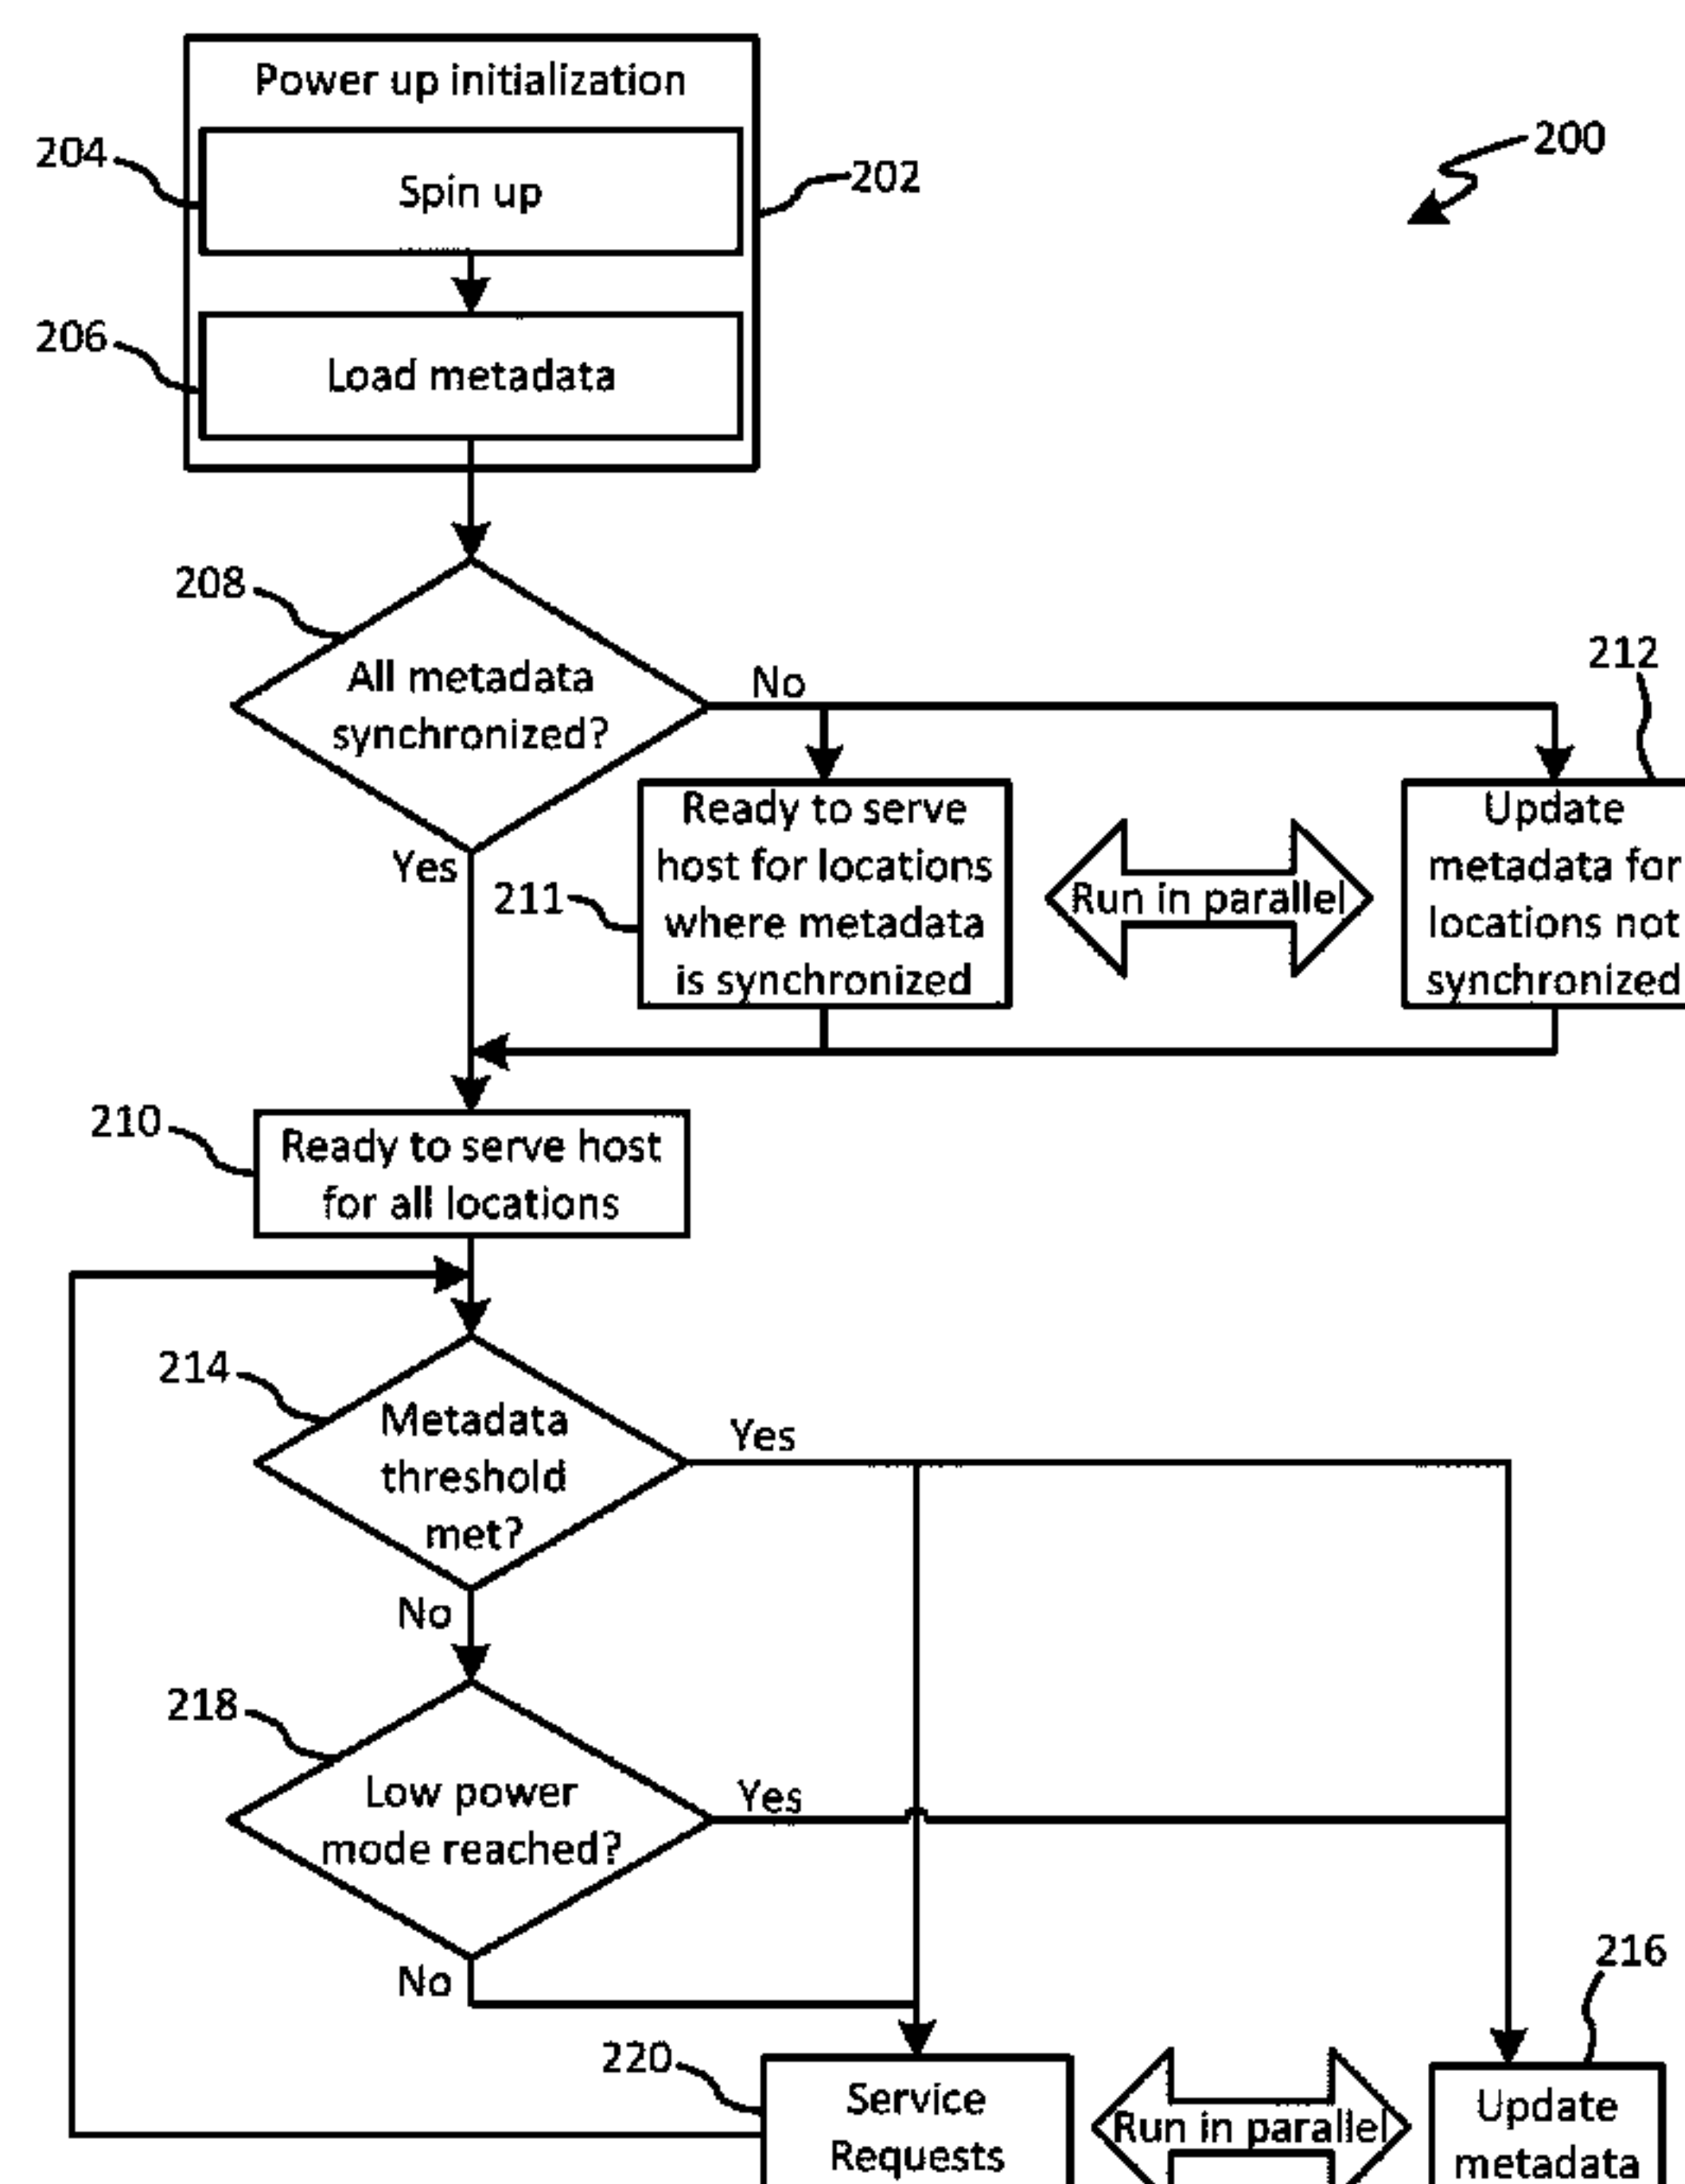 Power up initialization
204
Spin up
202
200
206
Load metadata
208
All metadata
synchronized?
No
212
Yes
211
Ready to serve
host for locations
where metadata
is synchronized
Run in parallel
Update
metadata for
locations not
synchronized
210
Ready to serve host
for all locations
214
Metadata
threshold
met?
Yes
No
218
Low power
mode reached?
Yes
No
216
220
Service
Requests
Run in parallel
Update
metadata